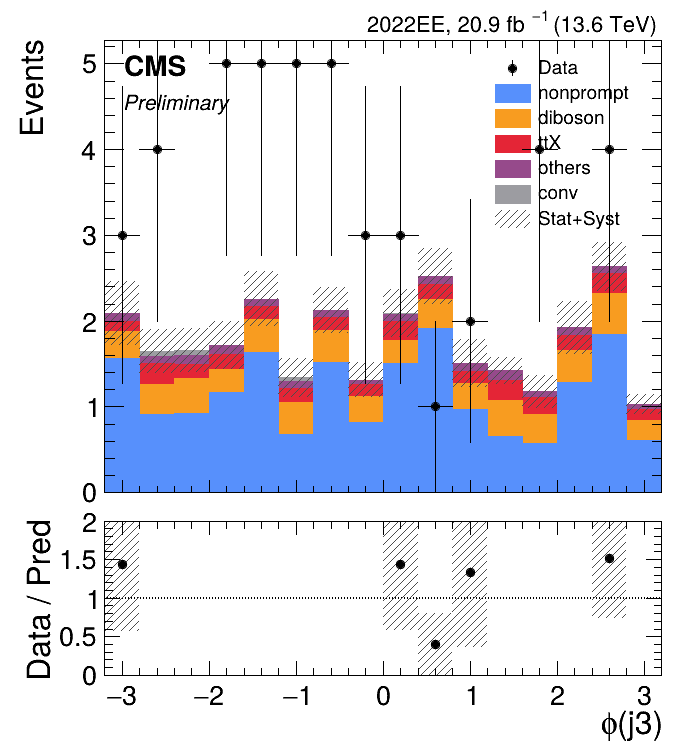 2022EE, 20.9 fb⁻¹ (13.6 TeV)
Events
CMS
Preliminary
Data
nonprompt
diboson
ttX
others
conv
Stat+Syst
5
4
3
2
1
0
Data / Pred
2
1.5
1
0.5
0
−3 −2 −1 0 1 2 3
ϕ(j3)